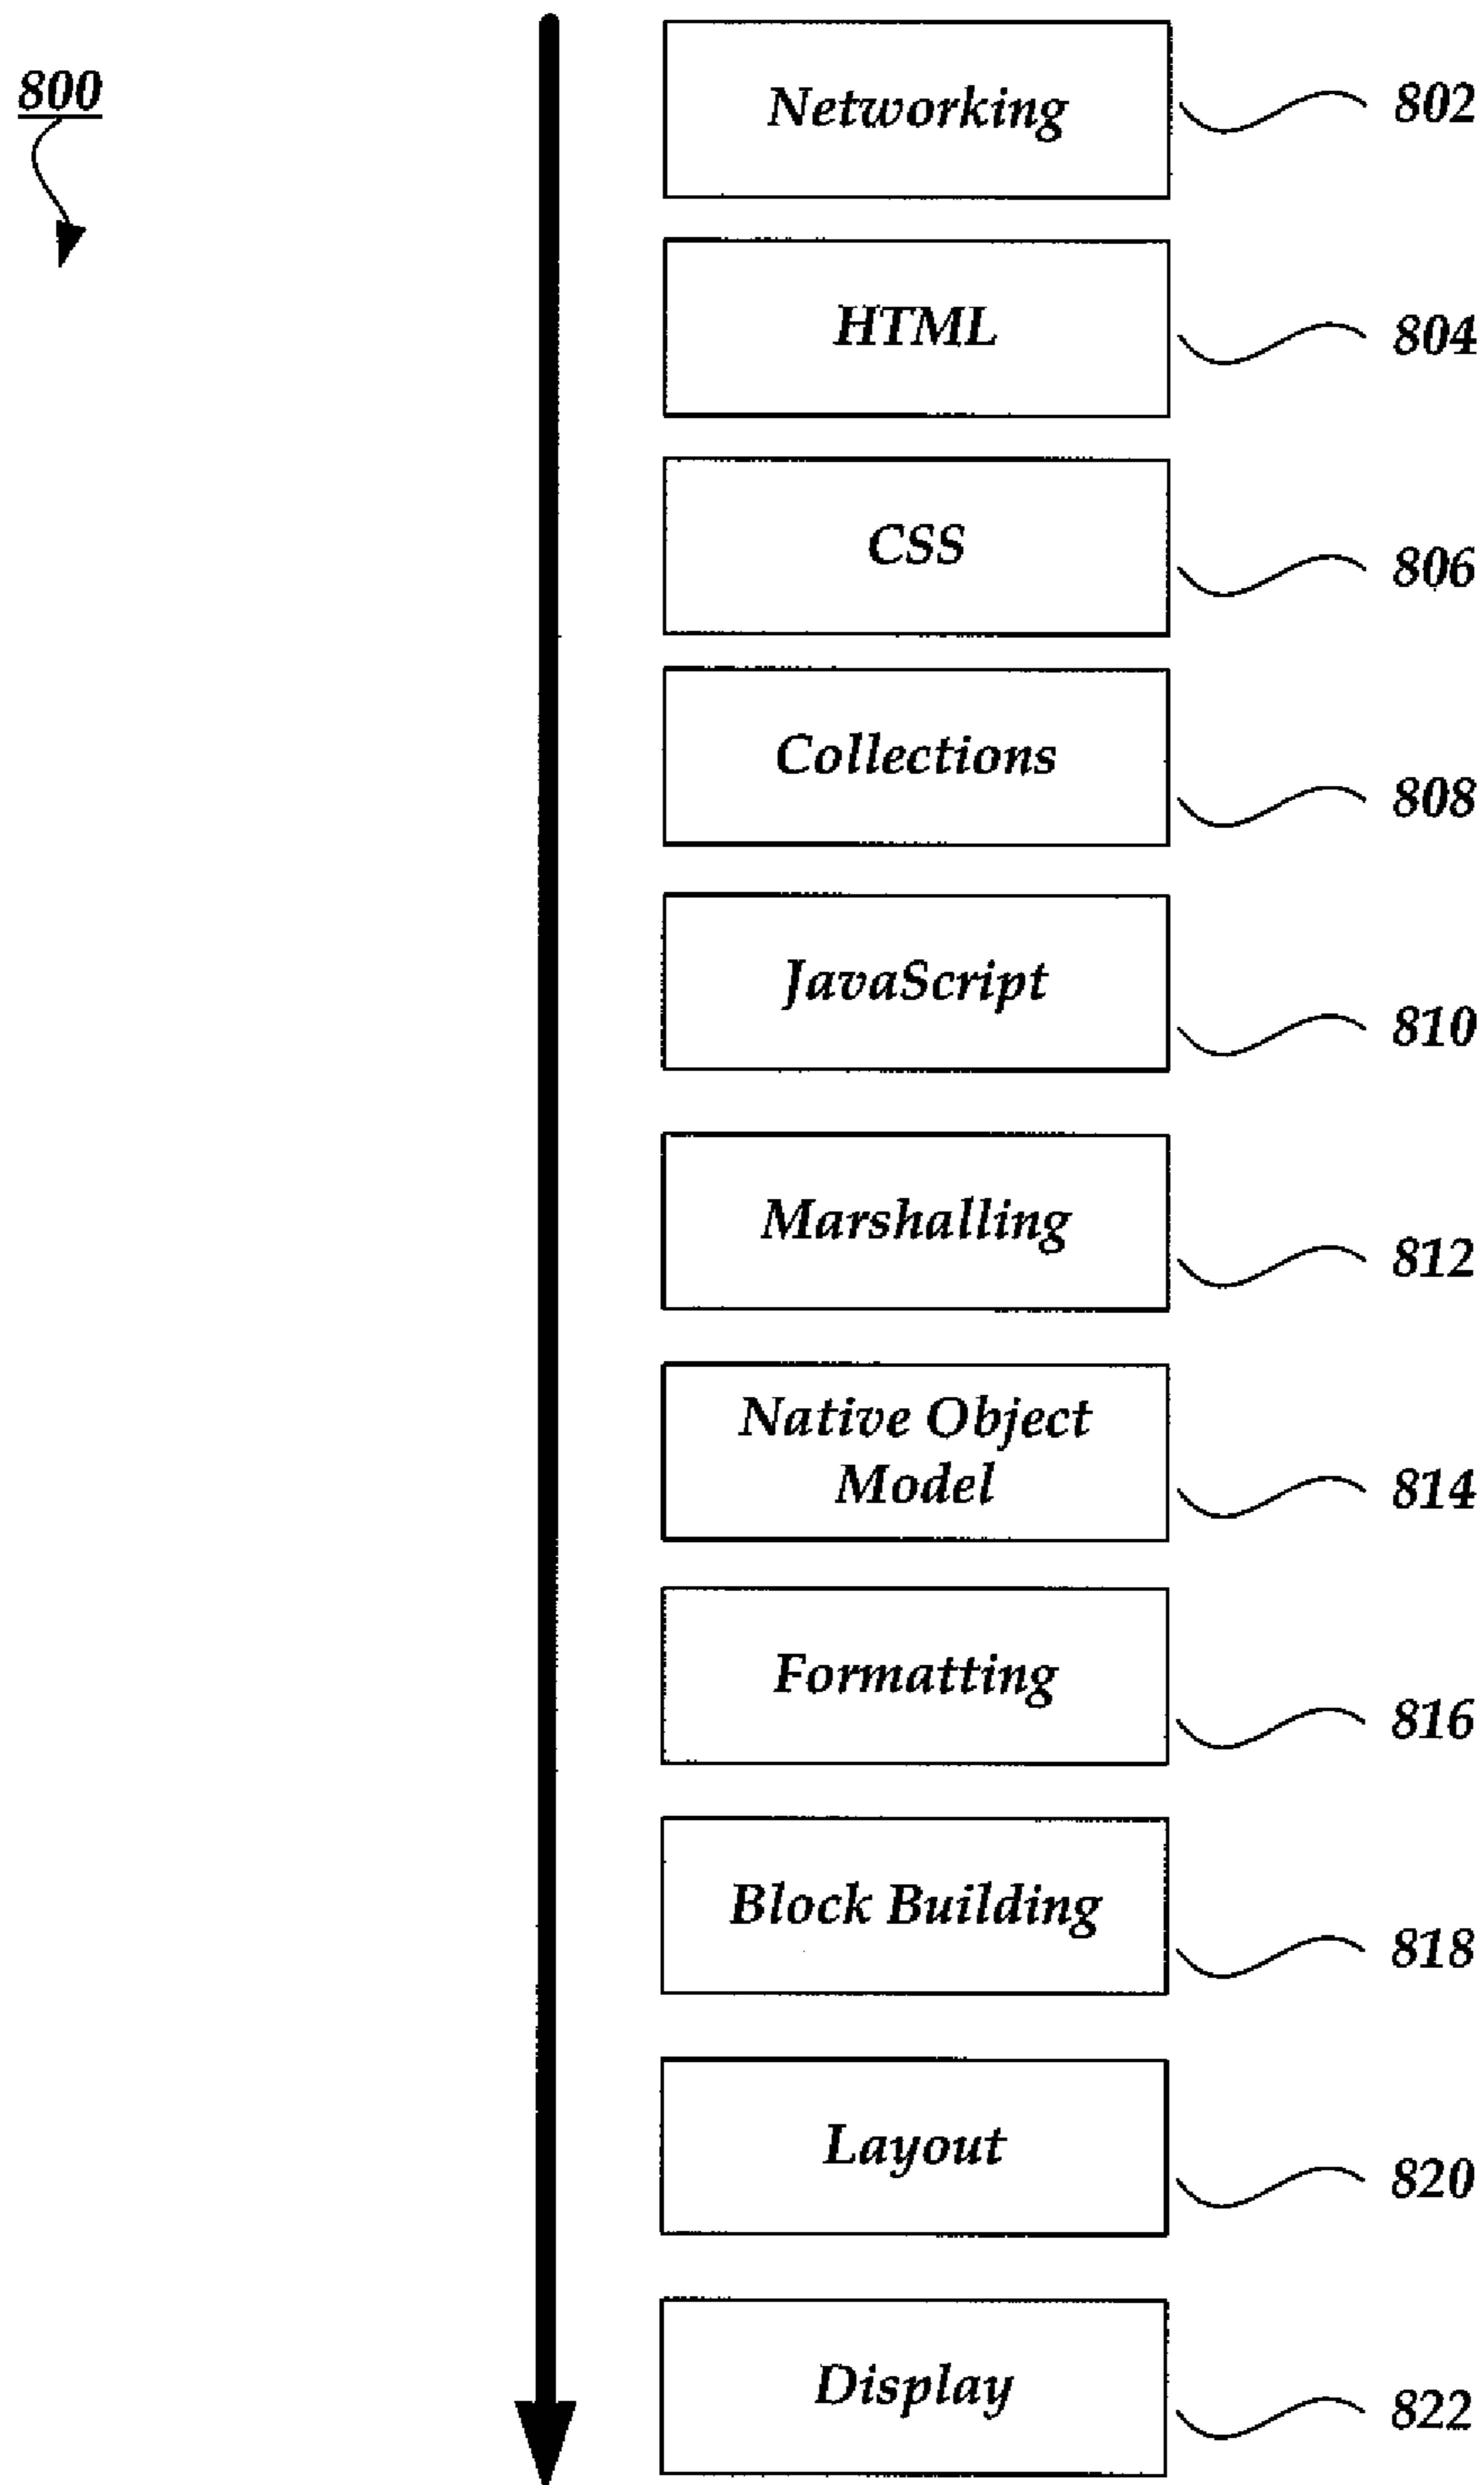 800
Networking 802
HTML 804
CSS 806
Collections 808
JavaScript 810
Marshalling 812
Native Object
Model 814
Formatting 816
Block Building 818
Layout 820
Display 822